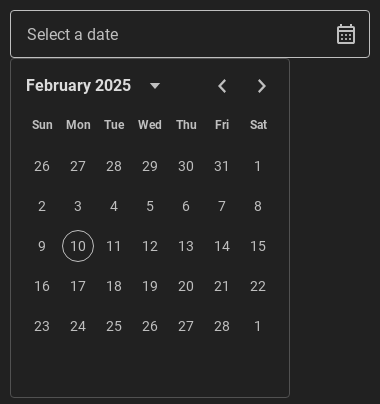 Select a date
February 2025
Sun Mon Tue Wed Thu Fri Sat
26 27 28 29 30 31 1
2 3 4 5 6 7 8
9 10 11 12 13 14 15
16 17 18 19 20 21 22
23 24 25 26 27 28 1